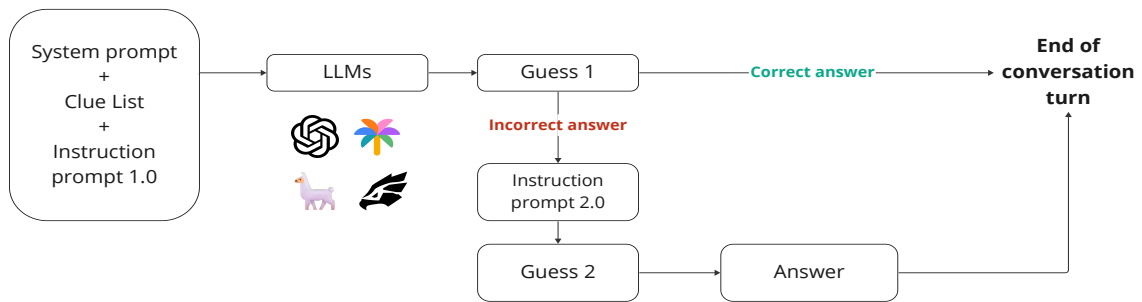 System prompt
+
Clue List
+
Instruction
prompt 1.0
LLMs
Guess 1
Correct answer
End of
conversation
turn
Incorrect answer
Instruction
prompt 2.0
Guess 2
Answer